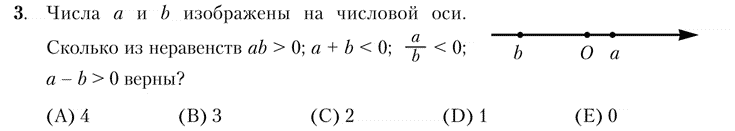 3. Числа a и b изображены на числовой оси.
Сколько из неравенств ab > 0; a + b < 0; a/b < 0;
a – b > 0 верны?
b O a
(A) 4 (B) 3 (C) 2 (D) 1 (E) 0